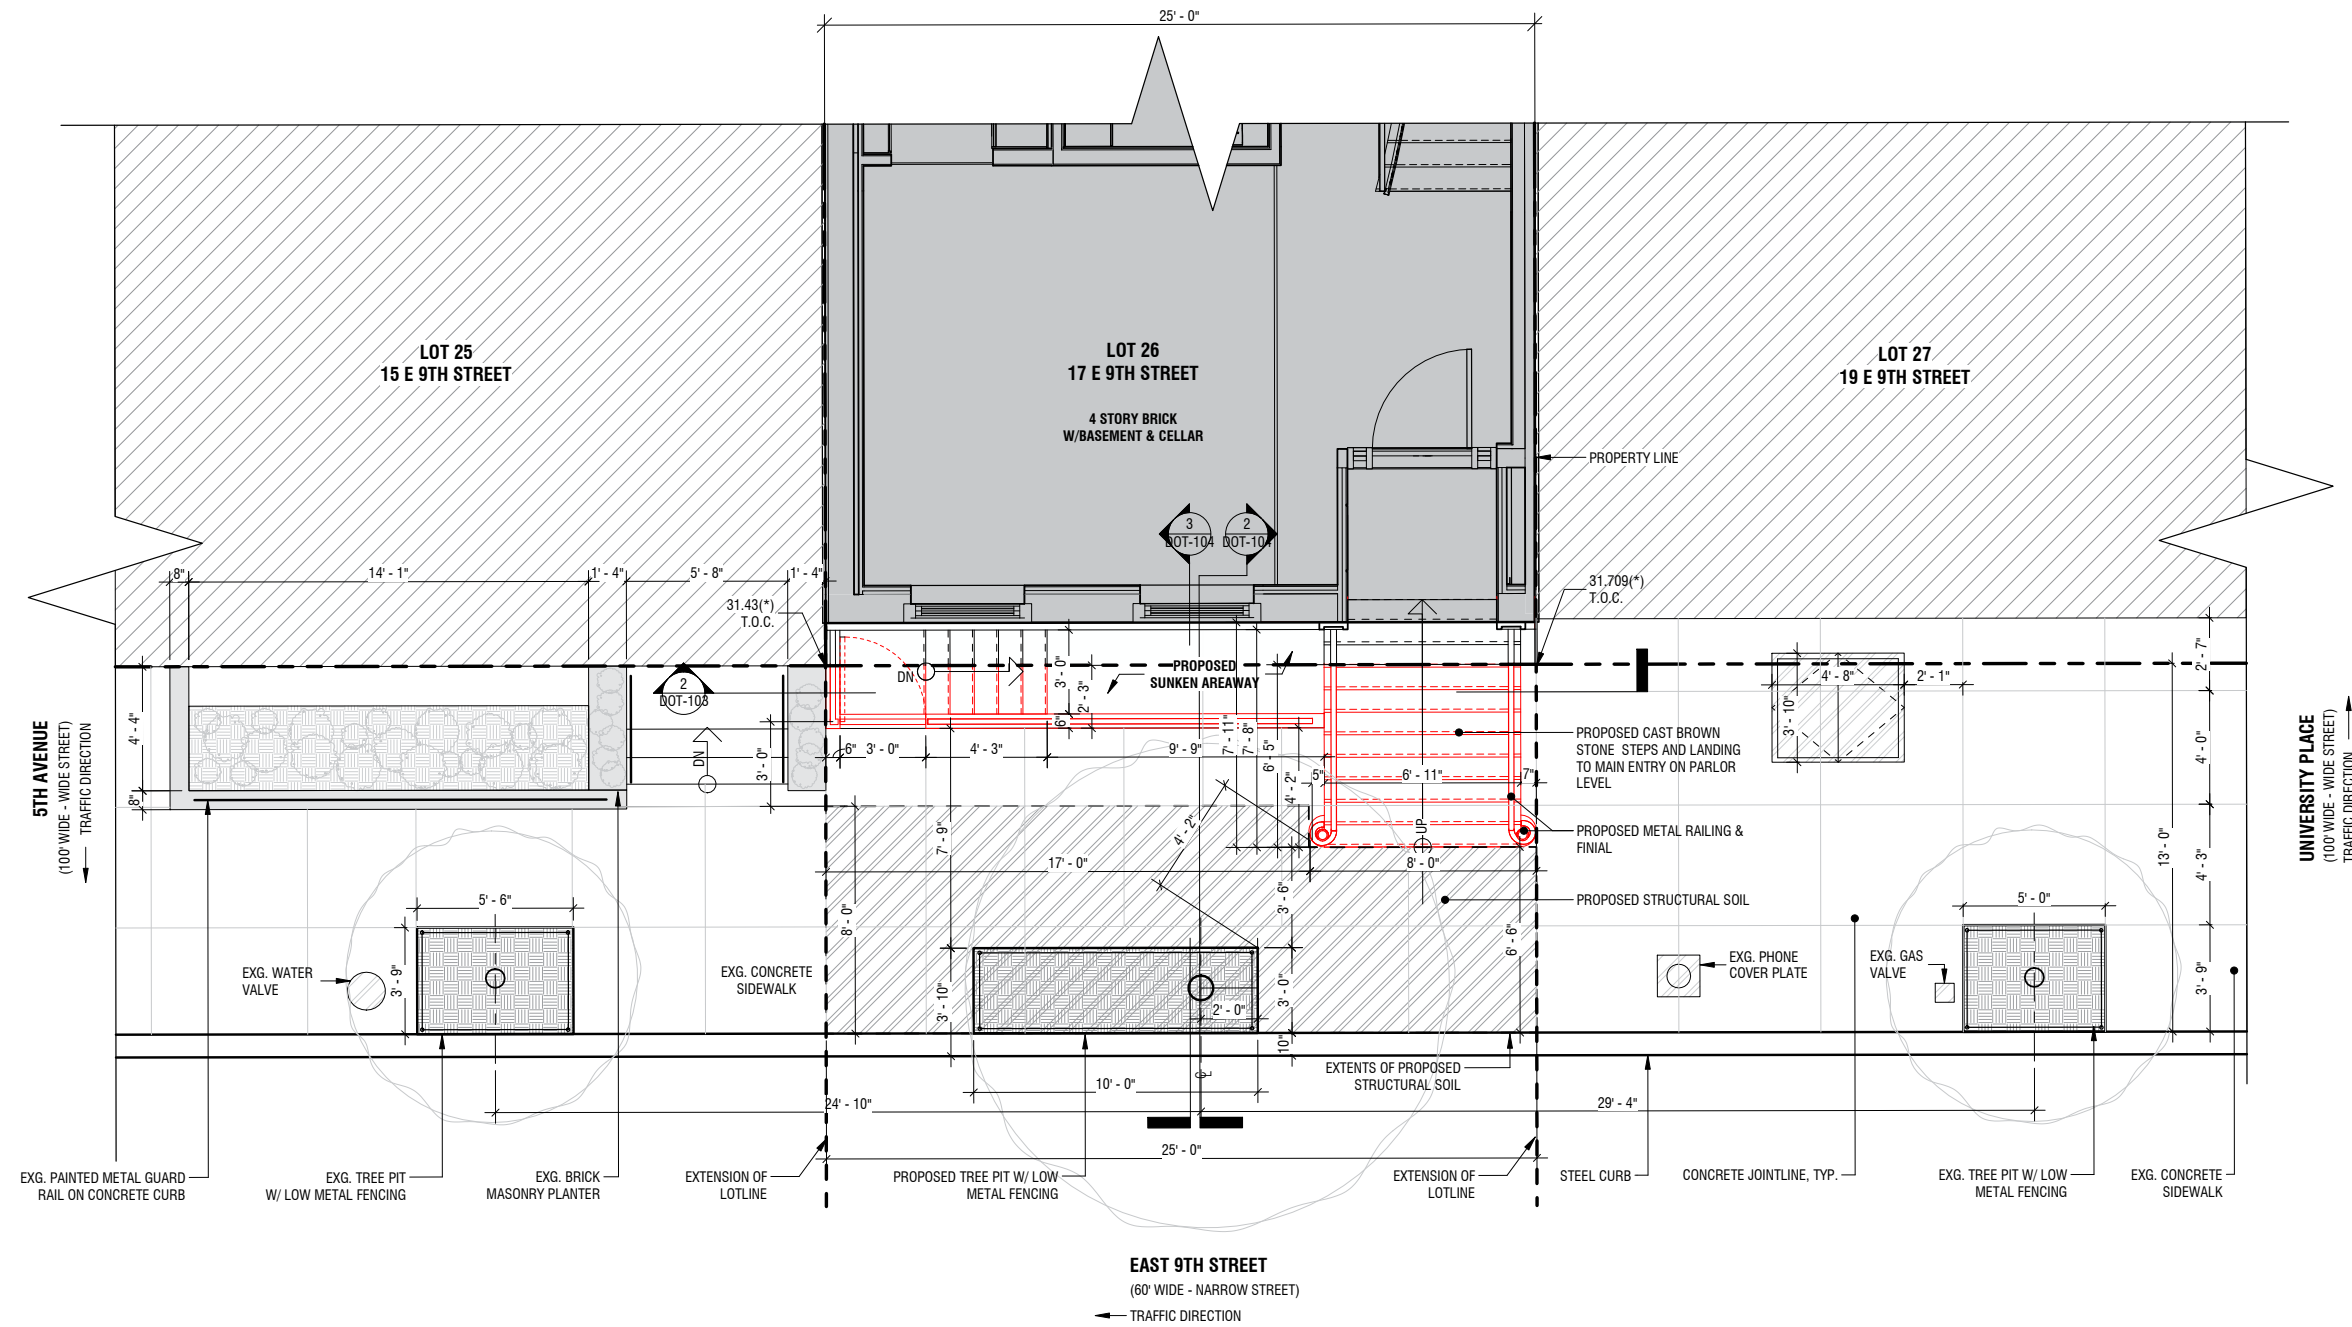 25' - 0"
LOT 25
15 E 9TH STREET
LOT 26
17 E 9TH STREET
4 STORY BRICK
W/BASEMENT & CELLAR
LOT 27
19 E 9TH STREET
PROPERTY LINE
3
DOT-104
2
DOT-104
8"
14' - 1"
1' - 4"
5' - 8"
1' - 4"
31.43(*)
T.O.C.
31.709(*)
T.O.C.
PROPOSED
SUNKEN AREAWAY
DN
3' - 0"
2' - 3"
6"
2
DOT-103
DN
3' - 0"
4' - 4"
8"
6"
3' - 0"
4' - 3"
9' - 9"
7' - 11"
7' - 8"
6' - 5"
4' - 2"
5"
6' - 11"
7"
UP
4' - 2"
17' - 0"
8' - 0"
7' - 9"
8' - 0"
3' - 6"
6' - 6"
3' - 10"
3' - 0"
2' - 0"
10"
PROPOSED CAST BROWN
STONE STEPS AND LANDING
TO MAIN ENTRY ON PARLOR
LEVEL
PROPOSED METAL RAILING &
FINIAL
PROPOSED STRUCTURAL SOIL
4' - 8"
2' - 1"
3' - 10"
2' - 7"
4' - 0"
13' - 0"
4' - 3"
3' - 9"
5TH AVENUE
(100' WIDE - WIDE STREET)
TRAFFIC DIRECTION
UNIVERSITY PLACE
(100' WIDE - WIDE STREET)
TRAFFIC DIRECTION
5' - 6"
3' - 9"
5' - 0"
EXG. WATER
VALVE
EXG. CONCRETE
SIDEWALK
EXG. PHONE
COVER PLATE
EXG. GAS
VALVE
EXTENTS OF PROPOSED
STRUCTURAL SOIL
10' - 0"
24' - 10"
29' - 4"
25' - 0"
EXG. PAINTED METAL GUARD
RAIL ON CONCRETE CURB
EXG. TREE PIT
W/ LOW METAL FENCING
EXG. BRICK
MASONRY PLANTER
EXTENSION OF
LOTLINE
PROPOSED TREE PIT W/ LOW
METAL FENCING
EXTENSION OF
LOTLINE
STEEL CURB
CONCRETE JOINTLINE, TYP.
EXG. TREE PIT W/ LOW
METAL FENCING
EXG. CONCRETE
SIDEWALK
EAST 9TH STREET
(60' WIDE - NARROW STREET)
TRAFFIC DIRECTION